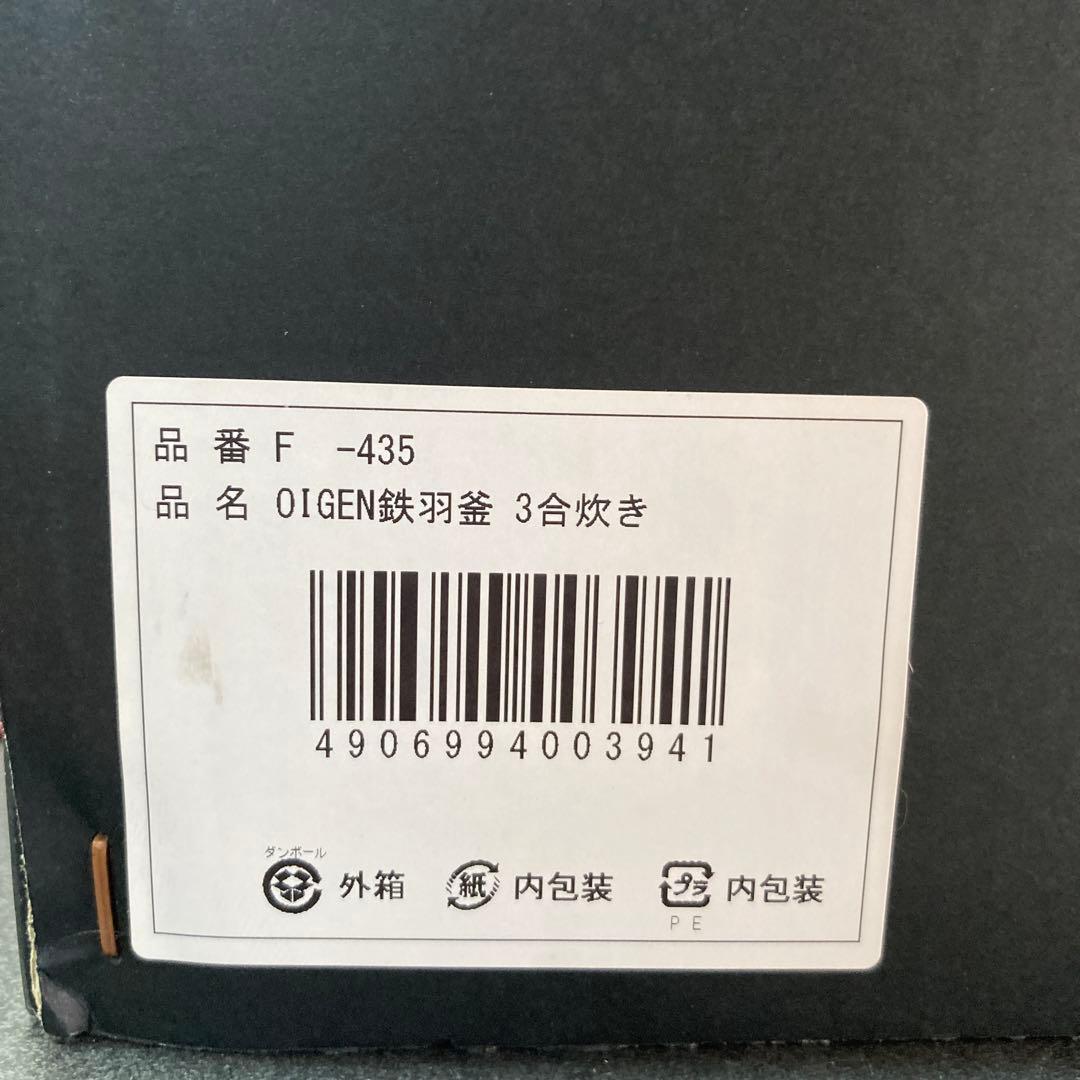 品 番 F -435
品 名 OIGEN鉄羽釜 3合炊き
4906994003941
ダンボール
外箱 紙 内包装 プラ 内包装
PE